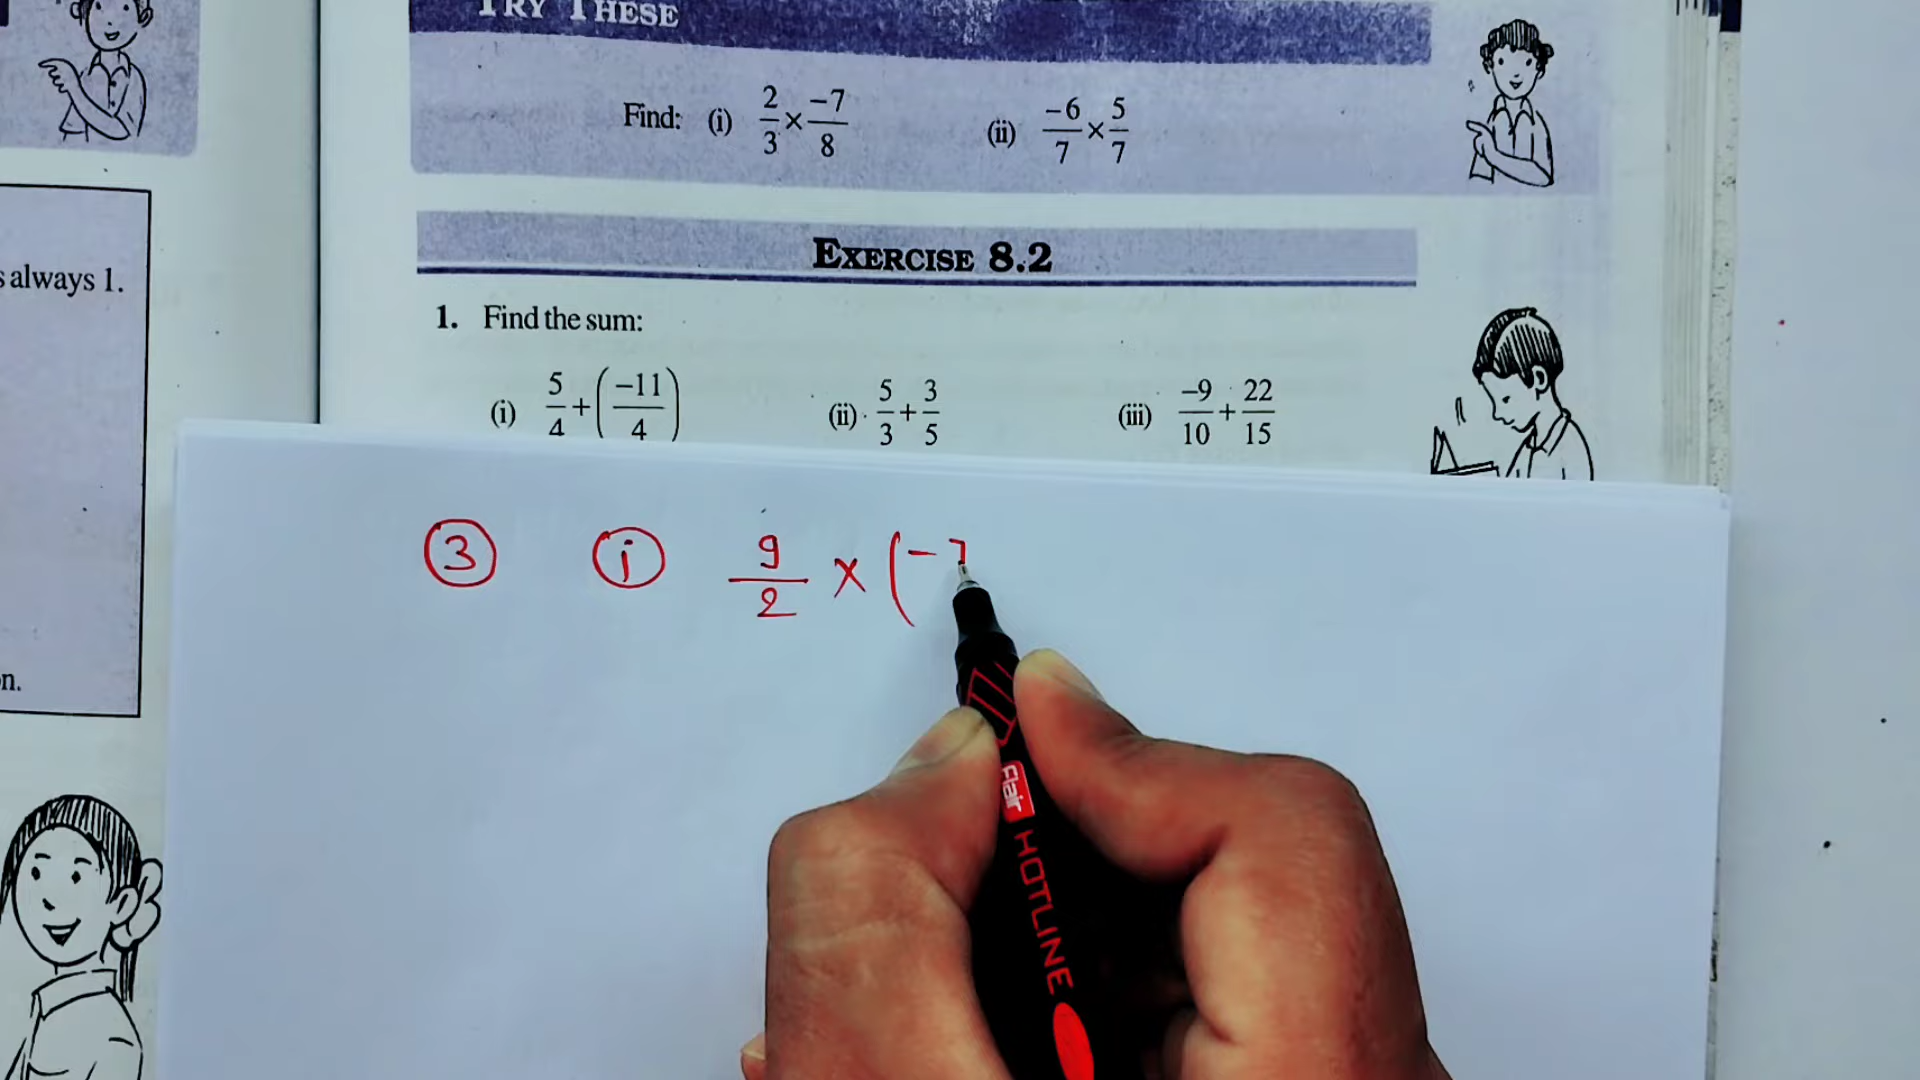 TRY THESE
Find: (i) 2/3 × -7/8 (ii) -6/7 × 5/7
s always 1.
EXERCISE 8.2
1. Find the sum:
(i) 5/4 + (-11/4) (ii) 5/3 + 3/5 (iii) -9/10 + 22/15
3 i 9/2 × (-7
n.
Flair HOTLINE